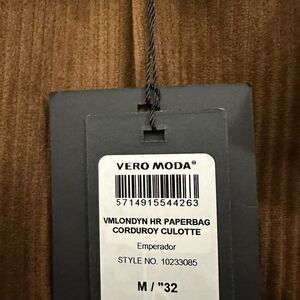 VERO MODA®
5714915544263
VMLONDYN HR PAPERBAG
CORDUROY CULOTTE
Emperador
STYLE NO. 10233085
M / "32